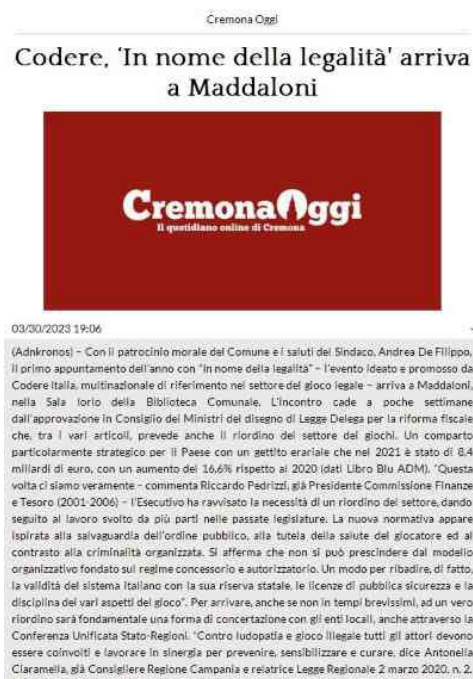 Cremona Oggi
Codere, ‘In nome della legalità' arriva
a Maddaloni
CremonaOggi
Il quotidiano online di Cremona
03/30/2023 19:06
(Adnkronos) – Con il patrocinio morale del Comune e i saluti del Sindaco, Andrea De Filippo,
il primo appuntamento dell'anno con "In nome della legalità" – l'evento ideato e promosso da
Codere Italia, multinazionale di riferimento nel settore del gioco legale – arriva a Maddaloni,
nella Sala Iorio della Biblioteca Comunale. L'incontro cade a poche settimane
dall'approvazione in Consiglio dei Ministri del disegno di Legge Delega per la riforma fiscale
che, tra i vari articoli, prevede anche il riordino del settore dei giochi. Un comparto
particolarmente strategico per il Paese con un gettito erariale che nel 2021 è stato di 8,4
miliardi di euro, con un aumento del 16,6% rispetto al 2020 (dati Libro Blu ADM). "Questa
volta ci siamo veramente – commenta Riccardo Pedrizzi, già Presidente Commissione Finanze
e Tesoro (2001-2006) – l'Esecutivo ha ravvisato la necessità di un riordino del settore, dando
seguito al lavoro svolto da più parti nelle passate legislature. La nuova normativa appare
ispirata alla salvaguardia dell'ordine pubblico, alla tutela della salute del giocatore ed al
contrasto alla criminalità organizzata. Si afferma che non si può prescindere dal modello
organizzativo fondato sul regime concessorio e autorizzatorio. Un modo per ribadire, di fatto,
la validità del sistema italiano con la sua riserva statale, le licenze di pubblica sicurezza e la
disciplina dei vari aspetti del gioco". Per arrivare, anche se non in tempi brevissimi, ad un vero
riordino sarà fondamentale una forma di concertazione con gli enti locali, anche attraverso la
Conferenza Unificata Stato-Regioni. "Contro ludopatia e gioco illegale tutti gli attori devono
essere coinvolti e lavorare in sinergia per prevenire, sensibilizzare e curare, dice Antonella
Ciaramella, già Consigliere Regione Campania e relatrice Legge Regionale 2 marzo 2020, n. 2.